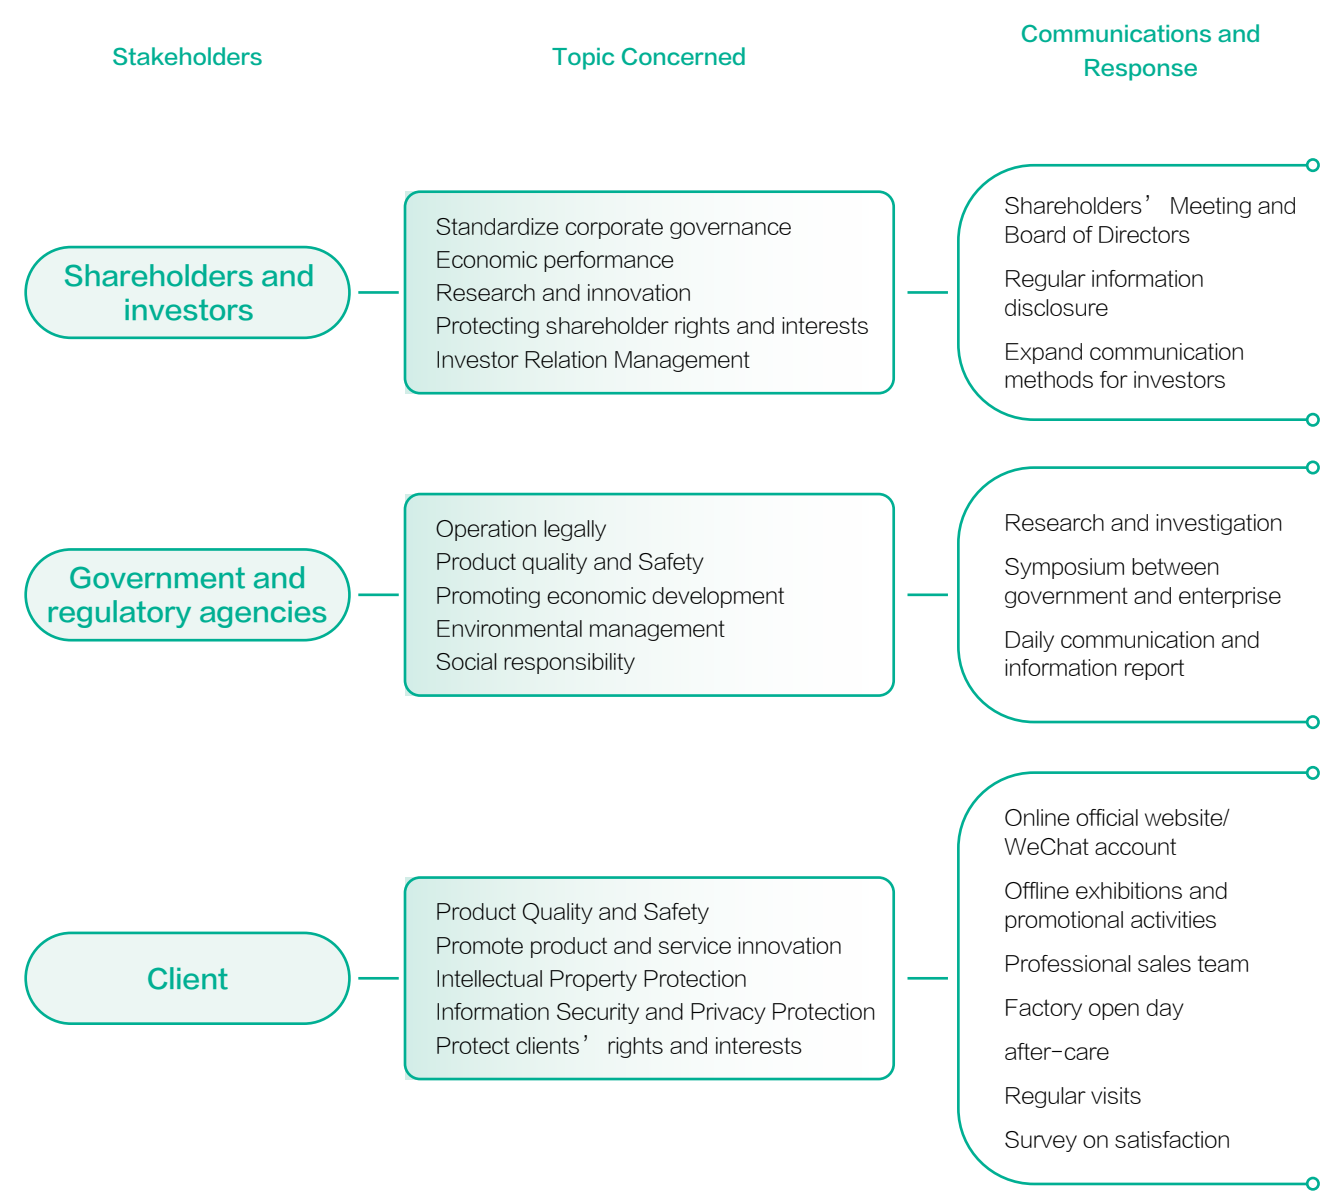 Stakeholders
Topic Concerned
Communications and
Response
Shareholders and
investors
Standardize corporate governance
Economic performance
Research and innovation
Protecting shareholder rights and interests
Investor Relation Management
Shareholders’ Meeting and
Board of Directors
Regular information
disclosure
Expand communication
methods for investors
Government and
regulatory agencies
Operation legally
Product quality and Safety
Promoting economic development
Environmental management
Social responsibility
Research and investigation
Symposium between
government and enterprise
Daily communication and
information report
Client
Product Quality and Safety
Promote product and service innovation
Intellectual Property Protection
Information Security and Privacy Protection
Protect clients’ rights and interests
Online official website/
WeChat account
Offline exhibitions and
promotional activities
Professional sales team
Factory open day
after-care
Regular visits
Survey on satisfaction